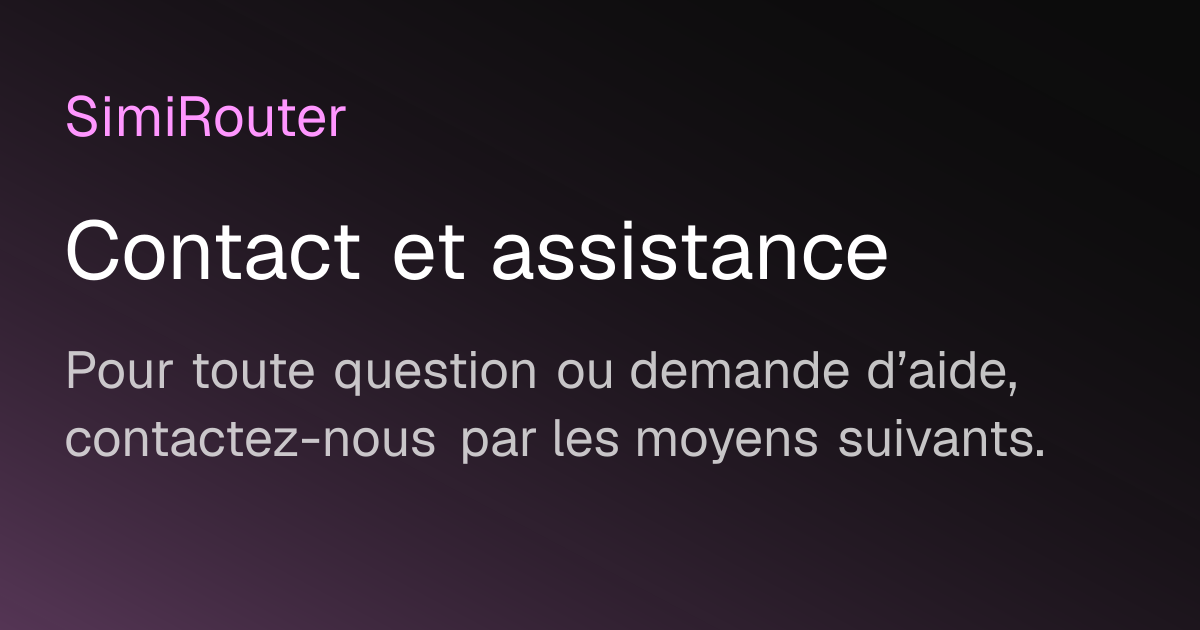 SimiRouter
Contact et assistance
Pour toute question ou demande d’aide,
contactez-nous par les moyens suivants.